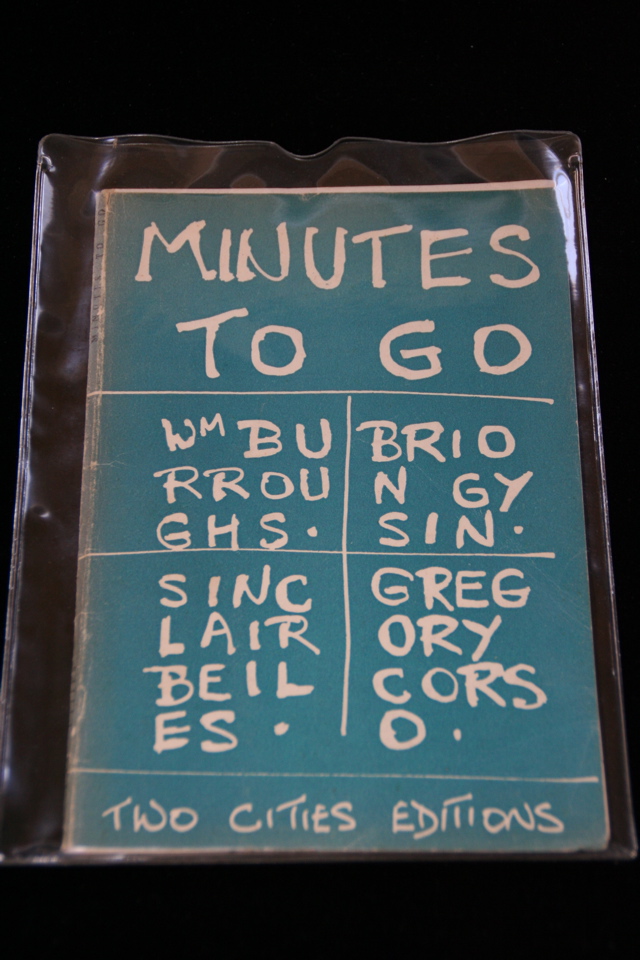 MINUTES
TO GO
Wᴹ BU
RROU
GHS.
BRIO
N GY
SIN.
SINC
LAIR
BEIL
ES.
GREG
ORY
CORS
O.
TWO CITIES EDITIONS